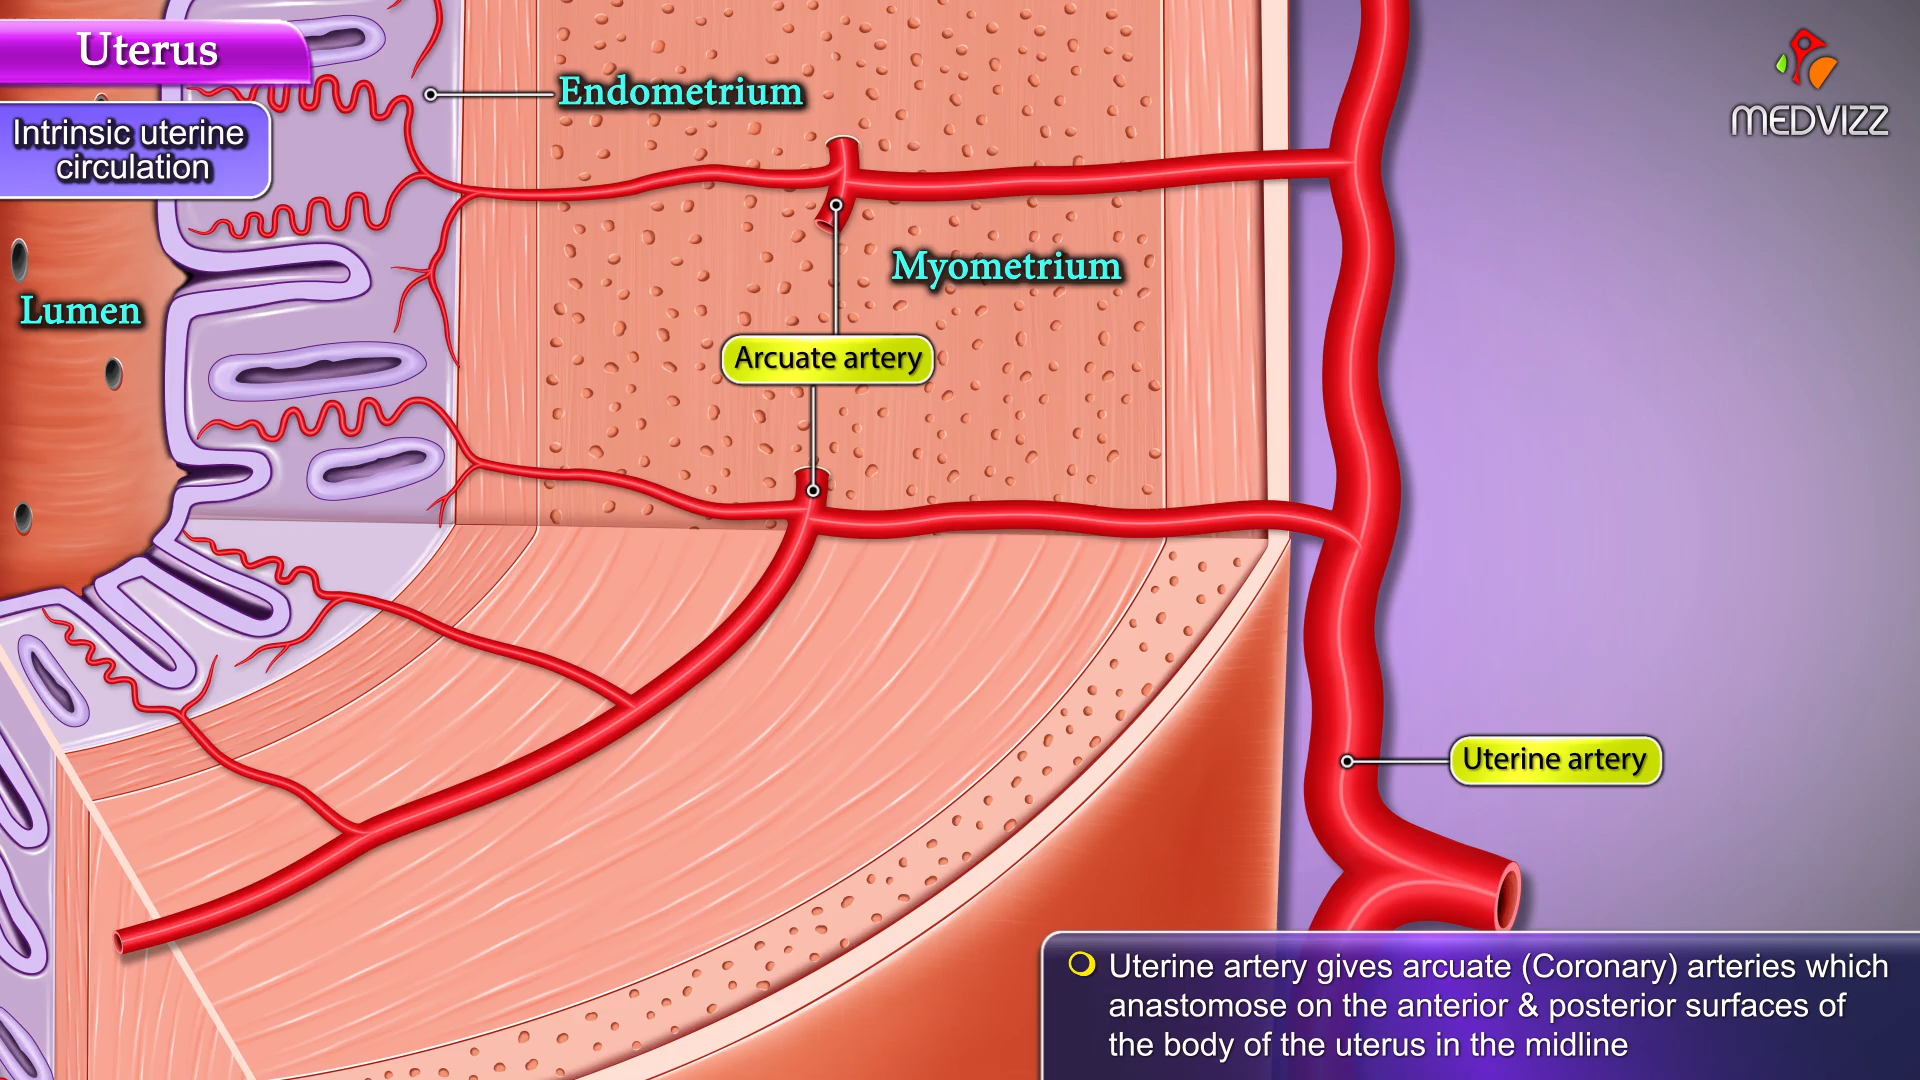 Uterus
Intrinsic uterine
circulation
Endometrium
MEDVIZZ
Myometrium
Lumen
Arcuate artery
Uterine artery
Uterine artery gives arcuate (Coronary) arteries which
anastomose on the anterior & posterior surfaces of
the body of the uterus in the midline